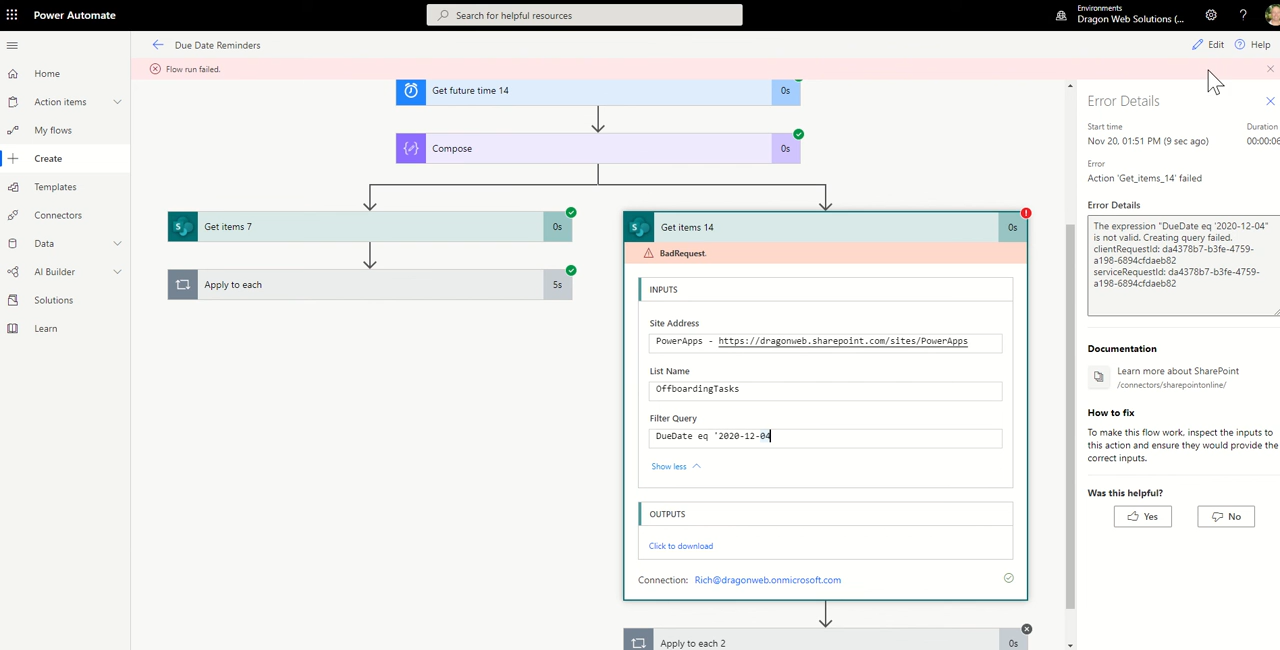 Power Automate
Search for helpful resources
Environments
Dragon Web Solutions (...
?
Due Date Reminders
Edit
Help
Flow run failed.
Home
Action items
My flows
Create
Templates
Connectors
Data
AI Builder
Solutions
Learn
Get future time 14
0s
Compose
0s
Get items 7
0s
Apply to each
5s
Get items 14
0s
BadRequest.
INPUTS
Site Address
PowerApps - https://dragonweb.sharepoint.com/sites/PowerApps
List Name
OffboardingTasks
Filter Query
DueDate eq '2020-12-04
Show less
OUTPUTS
Click to download
Connection: Rich@dragonweb.onmicrosoft.com
Apply to each 2
0s
Error Details
Start time
Duration
Nov 20, 01:51 PM (9 sec ago)
00:00:06
Error
Action 'Get_items_14' failed
Error Details
The expression "DueDate eq '2020-12-04"
is not valid. Creating query failed.
clientRequestId: da4378b7-b3fe-4759-
a198-6894cfdaeb82
serviceRequestId: da4378b7-b3fe-4759-
a198-6894cfdaeb82
Documentation
Learn more about SharePoint
/connectors/sharepointonline/
How to fix
To make this flow work, inspect the inputs to
this action and ensure they would provide the
correct inputs.
Was this helpful?
Yes
No